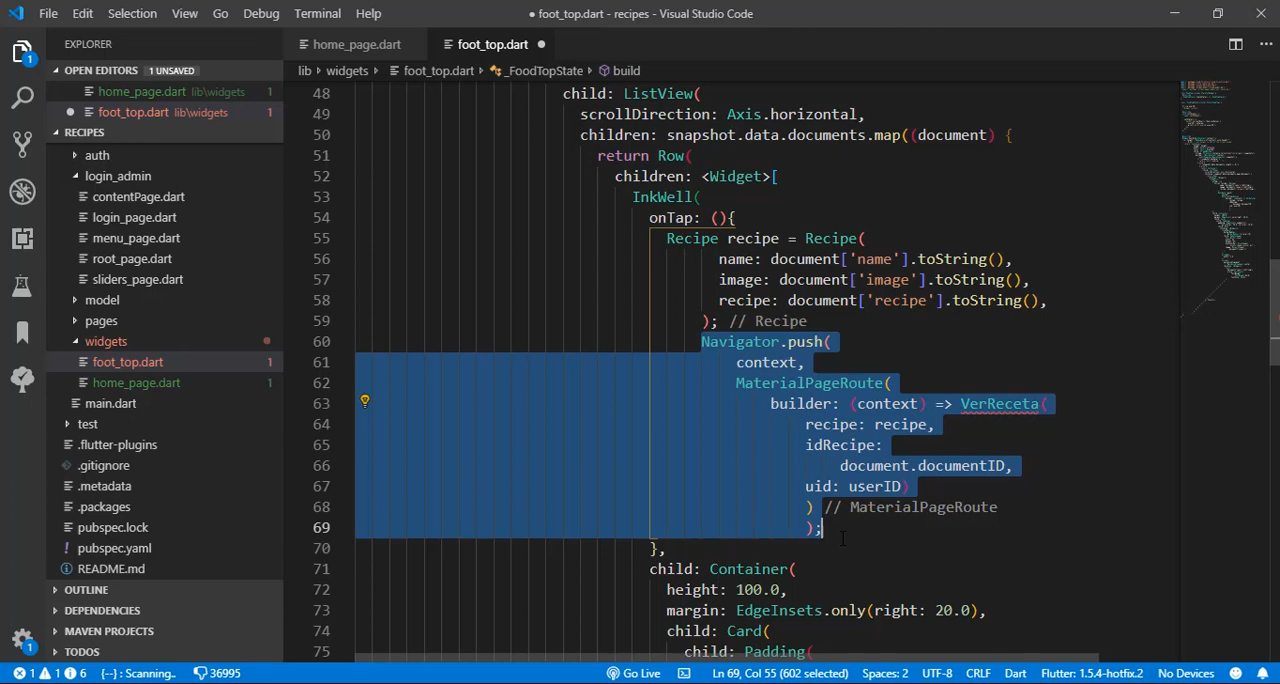 File Edit Selection View Go Debug Terminal Help ● foot_top.dart - recipes - Visual Studio Code
EXPLORER home_page.dart foot_top.dart
OPEN EDITORS 1 UNSAVED lib > widgets > foot_top.dart > _FoodTopState > build
home_page.dart lib\widgets 1
foot_top.dart lib\widgets 1
RECIPES
auth
login_admin
contentPage.dart
login_page.dart
menu_page.dart
root_page.dart
sliders_page.dart
model
pages
widgets
foot_top.dart 1
home_page.dart 1
main.dart
test
.flutter-plugins
.gitignore
.metadata
.packages
pubspec.lock
pubspec.yaml
README.md
OUTLINE
DEPENDENCIES
MAVEN PROJECTS
TODOS
48 child: ListView(
49 scrollDirection: Axis.horizontal,
50 children: snapshot.data.documents.map((document) {
51 return Row(
52 children: <Widget>[
53 InkWell(
54 onTap: (){
55 Recipe recipe = Recipe(
56 name: document['name'].toString(),
57 image: document['image'].toString(),
58 recipe: document['recipe'].toString(),
59 ); // Recipe
60 Navigator.push(
61 context,
62 MaterialPageRoute(
63 builder: (context) => VerReceta(
64 recipe: recipe,
65 idRecipe:
66 document.documentID,
67 uid: userID)
68 ) // MaterialPageRoute
69 );
70 },
71 child: Container(
72 height: 100.0,
73 margin: EdgeInsets.only(right: 20.0),
74 child: Card(
75 child: Padding(
1
1
1 1 6 {--} : Scanning.. 36995 Go Live Ln 69, Col 55 (602 selected) Spaces: 2 UTF-8 CRLF Dart Flutter: 1.5.4-hotfix.2 No Devices